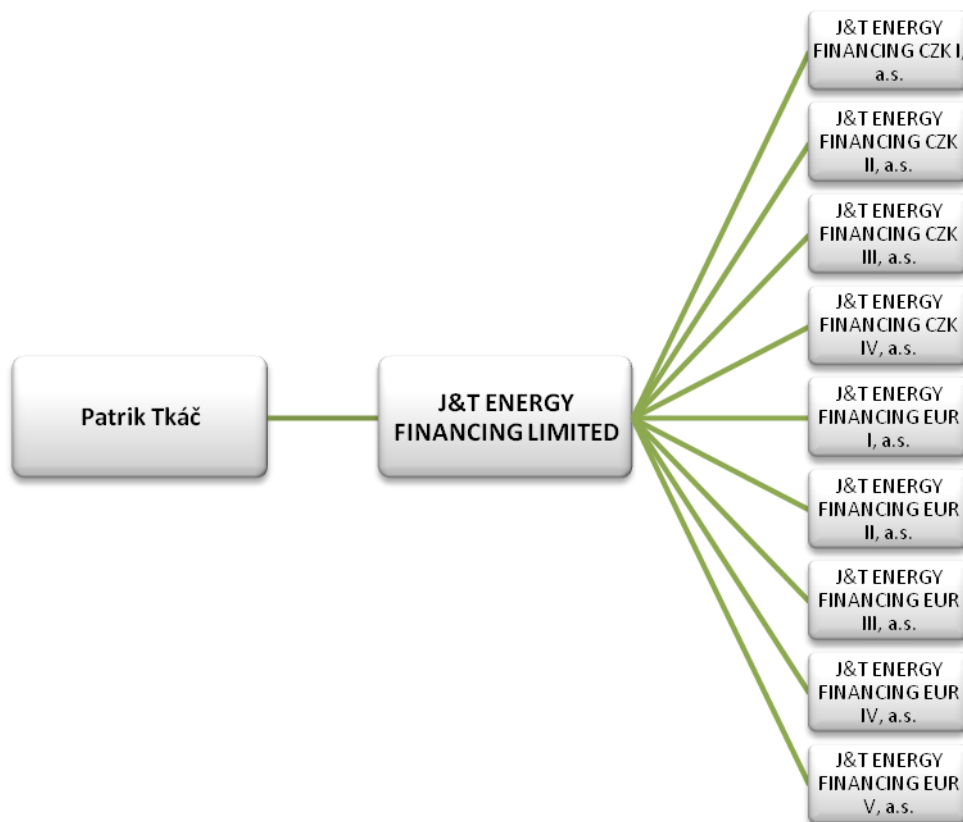 Patrik Tkáč
J&T ENERGY
FINANCING LIMITED
J&T ENERGY
FINANCING CZK I,
a.s.
J&T ENERGY
FINANCING CZK
II, a.s.
J&T ENERGY
FINANCING CZK
III, a.s.
J&T ENERGY
FINANCING CZK
IV, a.s.
J&T ENERGY
FINANCING EUR
I, a.s.
J&T ENERGY
FINANCING EUR
II, a.s.
J&T ENERGY
FINANCING EUR
III, a.s.
J&T ENERGY
FINANCING EUR
IV, a.s.
J&T ENERGY
FINANCING EUR
V, a.s.